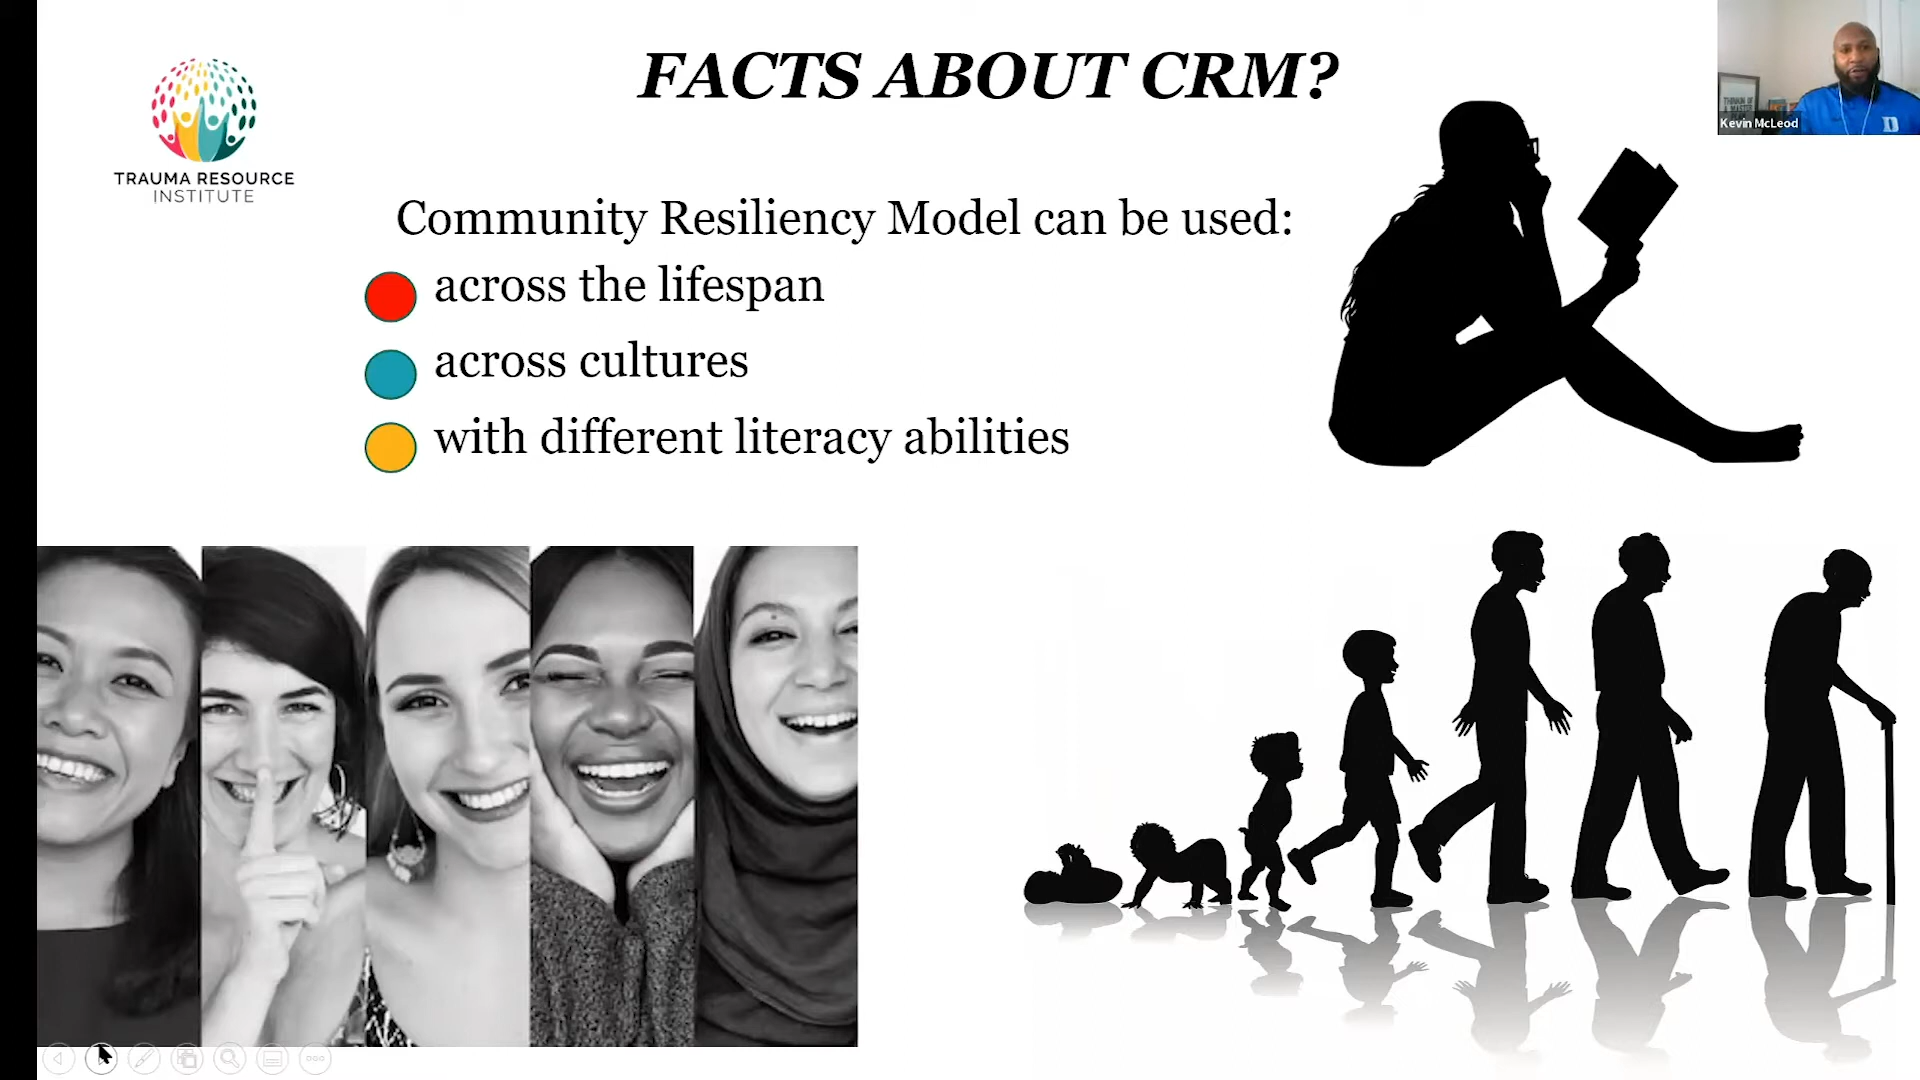 FACTS ABOUT CRM?
TRAUMA RESOURCE
INSTITUTE
Community Resiliency Model can be used:
across the lifespan
across cultures
with different literacy abilities
Kevin McLeod